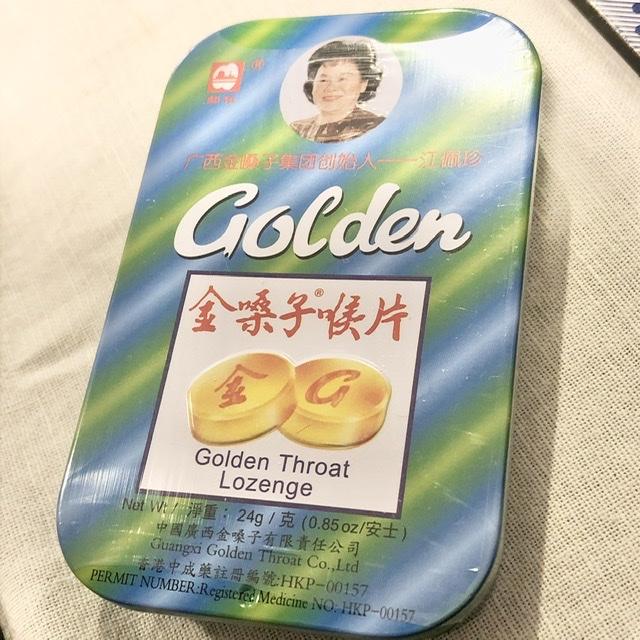 ®
广西金嗓子集团创始人——江佩珍
Golden
金嗓子®喉片
金 G
Golden Throat
Lozenge
Net Wt / 淨重：24g / 克 (0.85oz/安士)
中國廣西金嗓子有限責任公司
Guangxi Golden Throat Co.,Ltd
香港中成藥註冊編號:HKP-00157
PERMIT NUMBER:Registered Medicine NO: HKP-00157